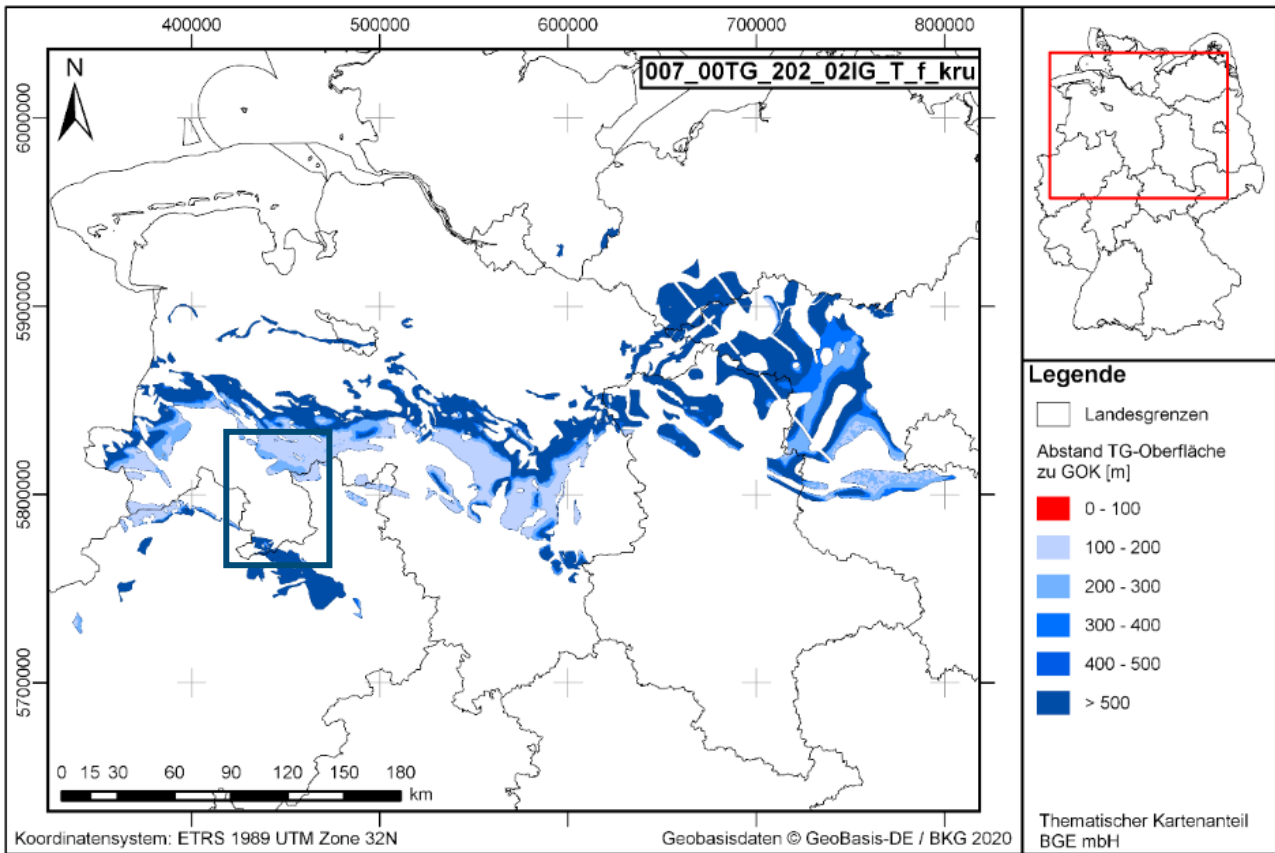 400000 500000 600000 700000 800000
N
007_00TG_202_02IG_T_f_kru
6000000
5900000
5800000
5700000
0 15 30 60 90 120 150 180
km
Koordinatensystem: ETRS 1989 UTM Zone 32N
Geobasisdaten © GeoBasis-DE / BKG 2020
Legende
Landesgrenzen
Abstand TG-Oberfläche
zu GOK [m]
0 - 100
100 - 200
200 - 300
300 - 400
400 - 500
> 500
Thematischer Kartenanteil
BGE mbH